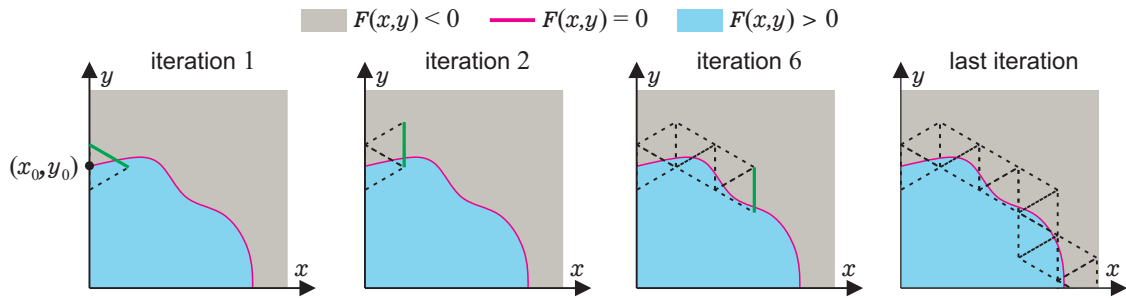 F(x,y) < 0 F(x,y) = 0 F(x,y) > 0
iteration 1 iteration 2 iteration 6 last iteration
y y y y
(x₀,y₀)
x x x x